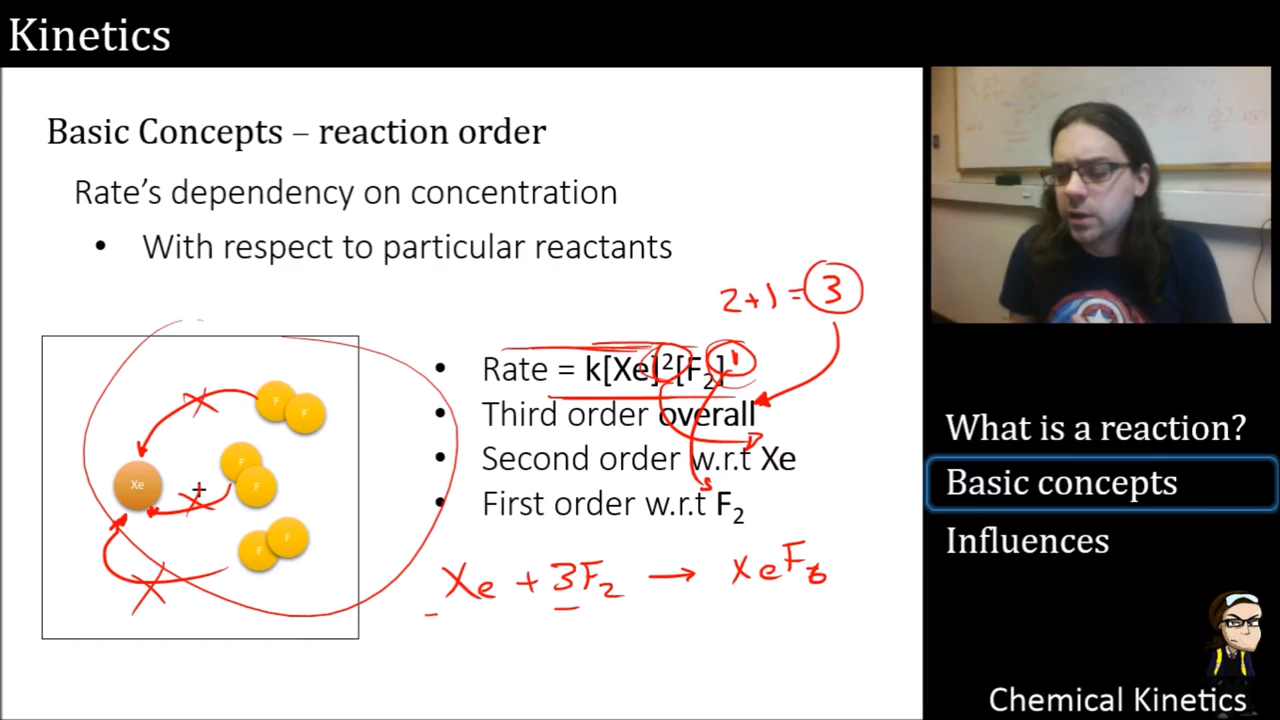 Kinetics
Basic Concepts – reaction order
Rate's dependency on concentration
• With respect to particular reactants
2+1=3
• Rate = k[Xe]²[F₂]¹
• Third order overall
• Second order w.r.t Xe
• First order w.r.t F₂
Xe + 3F₂ → XeF₆
F
F
F
Xe
+
F
F
F
What is a reaction?
Basic concepts
Influences
Chemical Kinetics